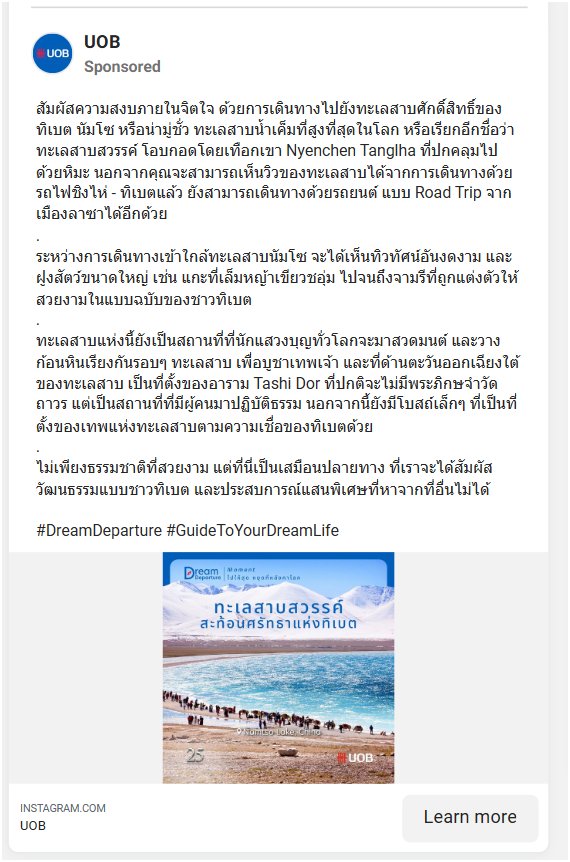 UOB
UOB
Sponsored
สัมผัสความสงบภายในจิตใจ ด้วยการเดินทางไปยังทะเลสาบศักดิ์สิทธิ์ของ
ทิเบต นัมโซ หรือน่ามู่ชั่ว ทะเลสาบน้ำเค็มที่สูงที่สุดในโลก หรือเรียกอีกชื่อว่า
ทะเลสาบสวรรค์ โอบกอดโดยเทือกเขา Nyenchen Tanglha ที่ปกคลุมไป
ด้วยหิมะ นอกจากคุณจะสามารถเห็นวิวของทะเลสาบได้จากการเดินทางด้วย
รถไฟชิงไห่ - ทิเบตแล้ว ยังสามารถเดินทางด้วยรถยนต์ แบบ Road Trip จาก
เมืองลาซาได้อีกด้วย
.
ระหว่างการเดินทางเข้าใกล้ทะเลสาบนัมโซ จะได้เห็นทิวทัศน์อันงดงาม และ
ฝูงสัตว์ขนาดใหญ่ เช่น แกะที่เล็มหญ้าเขียวชอุ่ม ไปจนถึงจามรีที่ถูกแต่งตัวให้
สวยงามในแบบฉบับของชาวทิเบต
.
ทะเลสาบแห่งนี้ยังเป็นสถานที่ที่นักแสวงบุญทั่วโลกจะมาสวดมนต์ และวาง
ก้อนหินเรียงกันรอบๆ ทะเลสาบ เพื่อบูชาเทพเจ้า และที่ด้านตะวันออกเฉียงใต้
ของทะเลสาบ เป็นที่ตั้งของอาราม Tashi Dor ที่ปกติจะไม่มีพระภิกษุจำวัด
ถาวร แต่เป็นสถานที่ที่มีผู้คนมาปฏิบัติธรรม นอกจากนี้ยังมีโบสถ์เล็กๆ ที่เป็นที่
ตั้งของเทพแห่งทะเลสาบตามความเชื่อของทิเบตด้วย
.
ไม่เพียงธรรมชาติที่สวยงาม แต่ที่นี่เป็นเสมือนปลายทาง ที่เราจะได้สัมผัส
วัฒนธรรมแบบชาวทิเบต และประสบการณ์แสนพิเศษที่หาจากที่อื่นไม่ได้
#DreamDeparture #GuideToYourDreamLife
Dream Departure Moment
ไปให้สุด หยุดที่หลังคาโลก
ทะเลสาบสวรรค์
สะท้อนศรัทธาแห่งทิเบต
Namtso Lake, China
25
UOB
INSTAGRAM.COM
UOB
Learn more